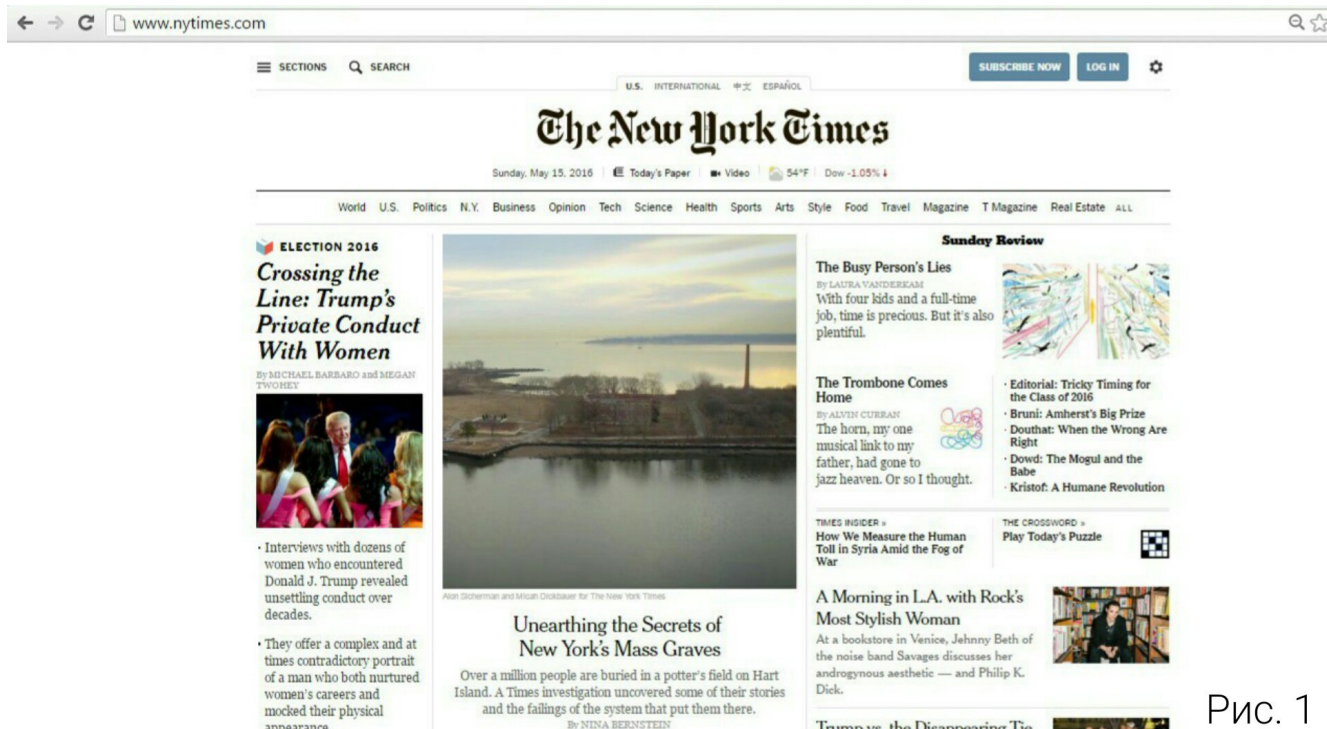 www.nytimes.com
SECTIONS SEARCH
SUBSCRIBE NOW LOG IN
U.S. INTERNATIONAL 中文 ESPAÑOL
The New York Times
Sunday, May 15, 2016 Today's Paper Video 54°F Dow -1.05%
World U.S. Politics N.Y. Business Opinion Tech Science Health Sports Arts Style Food Travel Magazine T Magazine Real Estate ALL
ELECTION 2016
Crossing the
Line: Trump's
Private Conduct
With Women
By MICHAEL BARBARO and MEGAN
TWOHEY
· Interviews with dozens of
women who encountered
Donald J. Trump revealed
unsettling conduct over
decades.
· They offer a complex and at
times contradictory portrait
of a man who both nurtured
women's careers and
mocked their physical
appearance.
Alon Sicherman and Micah Dickbauer for The New York Times
Unearthing the Secrets of
New York's Mass Graves
Over a million people are buried in a potter's field on Hart
Island. A Times investigation uncovered some of their stories
and the failings of the system that put them there.
By NINA BERNSTEIN
Sunday Review
The Busy Person's Lies
By LAURA VANDERKAM
With four kids and a full-time
job, time is precious. But it's also
plentiful.
The Trombone Comes
Home
By ALVIN CURRAN
The horn, my one
musical link to my
father, had gone to
jazz heaven. Or so I thought.
· Editorial: Tricky Timing for
the Class of 2016
· Bruni: Amherst's Big Prize
· Douthat: When the Wrong Are
Right
· Dowd: The Mogul and the
Babe
· Kristof: A Humane Revolution
TIMES INSIDER »
How We Measure the Human
Toll in Syria Amid the Fog of
War
THE CROSSWORD »
Play Today's Puzzle
A Morning in L.A. with Rock's
Most Stylish Woman
At a bookstore in Venice, Jehnny Beth of
the noise band Savages discusses her
androgynous aesthetic — and Philip K.
Dick.
Trump vs. the Disappearing Tie
Рис. 1